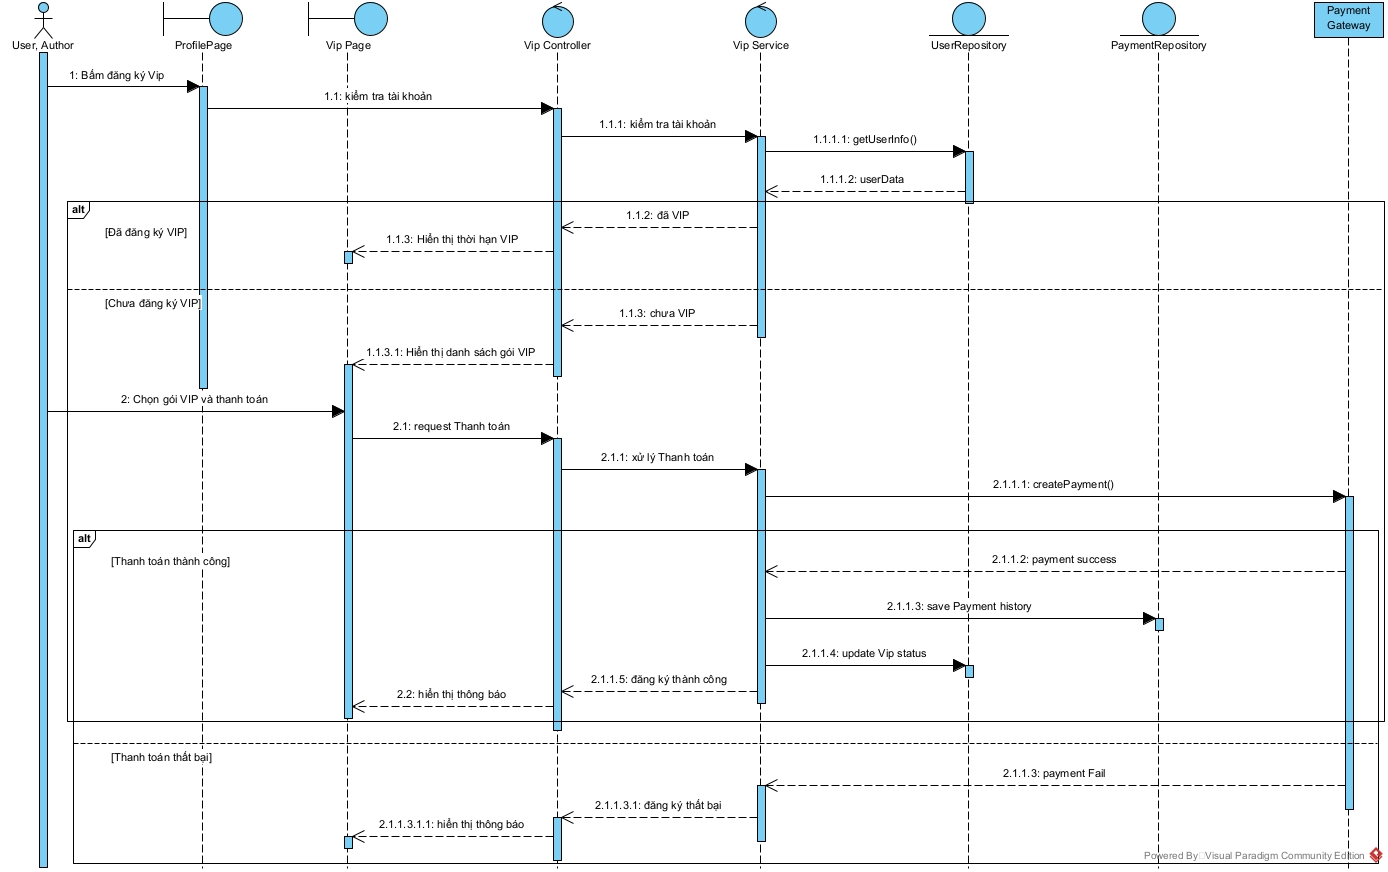 User, Author
ProfilePage
Vip Page
Vip Controller
Vip Service
UserRepository
PaymentRepository
Payment
Gateway
1: Bấm đăng ký Vip
1.1: kiểm tra tài khoản
1.1.1: kiểm tra tài khoản
1.1.1.1: getUserInfo()
1.1.1.2: userData
alt
[Đã đăng ký VIP]
1.1.2: đã VIP
1.1.3: Hiển thị thời hạn VIP
[Chưa đăng ký VIP]
1.1.3: chưa VIP
1.1.3.1: Hiển thị danh sách gói VIP
2: Chọn gói VIP và thanh toán
2.1: request Thanh toán
2.1.1: xử lý Thanh toán
2.1.1.1: createPayment()
alt
[Thanh toán thành công]
2.1.1.2: payment success
2.1.1.3: save Payment history
2.1.1.4: update Vip status
2.1.1.5: đăng ký thành công
2.2: hiển thị thông báo
[Thanh toán thất bại]
2.1.1.3: payment Fail
2.1.1.3.1: đăng ký thất bại
2.1.1.3.1.1: hiển thị thông báo
Powered By Visual Paradigm Community Edition